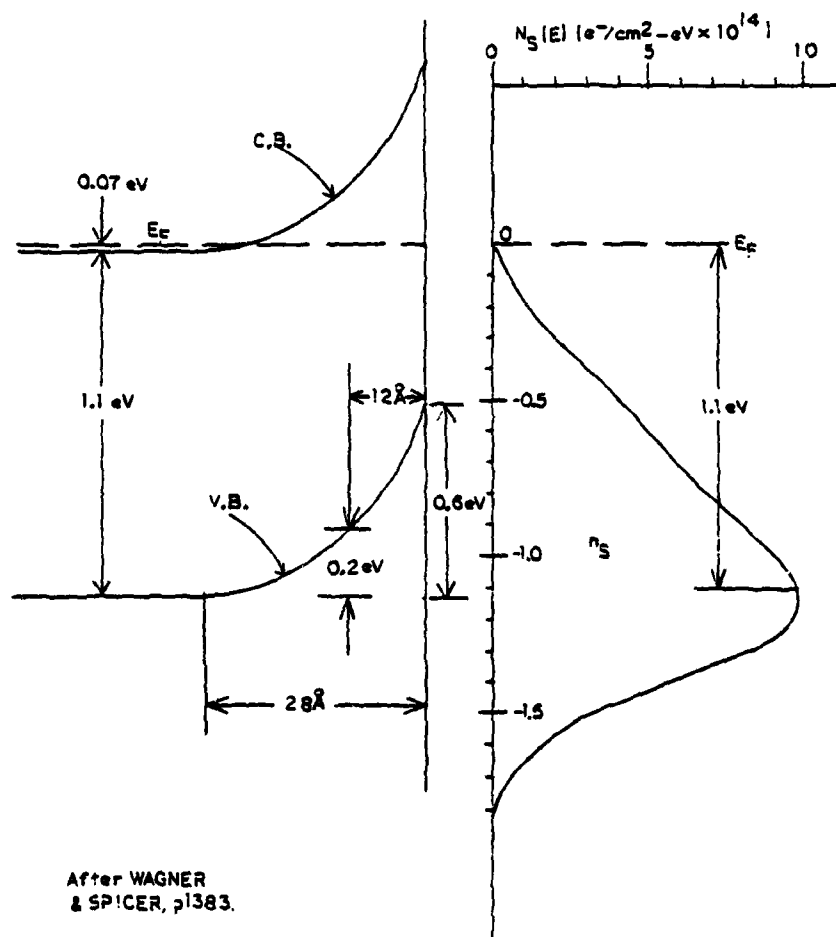 N_S(E) (e⁻/cm²-eV×10¹⁴)
0 5 10
C.B.
0.07 eV
E_F
0
E_F
1.1 eV
12Å
-0.5
1.1 eV
0.6eV
V.B.
0.2 eV
-1.0
n_S
28Å
-1.5
After WAGNER
& SPICER, p1383.